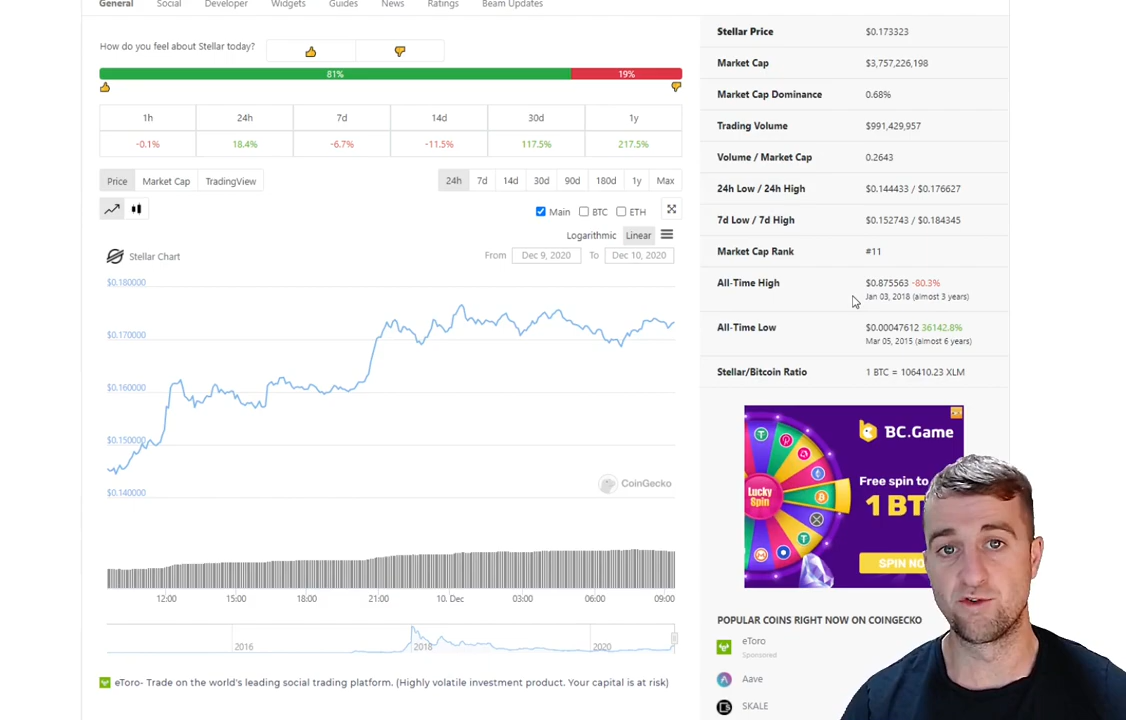 General Social Developer Widgets Guides News Ratings Beam Updates
How do you feel about Stellar today?
81% 19%
1h 24h 7d 14d 30d 1y
-0.1% 18.4% -6.7% -11.5% 117.5% 217.5%
Price Market Cap TradingView 24h 7d 14d 30d 90d 180d 1y Max
Main BTC ETH
Logarithmic Linear
Stellar Chart From Dec 9, 2020 To Dec 10, 2020
$0.180000
$0.170000
$0.160000
$0.150000
$0.140000
CoinGecko
12:00 15:00 18:00 21:00 10. Dec 03:00 06:00 09:00
2016 2018 2020
eToro- Trade on the world's leading social trading platform. (Highly volatile investment product. Your capital is at risk)
Stellar Price $0.173323
Market Cap $3,757,226,198
Market Cap Dominance 0.68%
Trading Volume $991,429,957
Volume / Market Cap 0.2643
24h Low / 24h High $0.144433 / $0.176627
7d Low / 7d High $0.152743 / $0.184345
Market Cap Rank #11
All-Time High $0.875563 -80.3%
Jan 03, 2018 (almost 3 years)
All-Time Low $0.00047612 36142.8%
Mar 05, 2015 (almost 6 years)
Stellar/Bitcoin Ratio 1 BTC = 106410.23 XLM
BC.GAME
Lucky
Spin
Free spin to
1 BT
SPIN NO
POPULAR COINS RIGHT NOW ON COINGECKO
eToro
Sponsored
Aave
SKALE